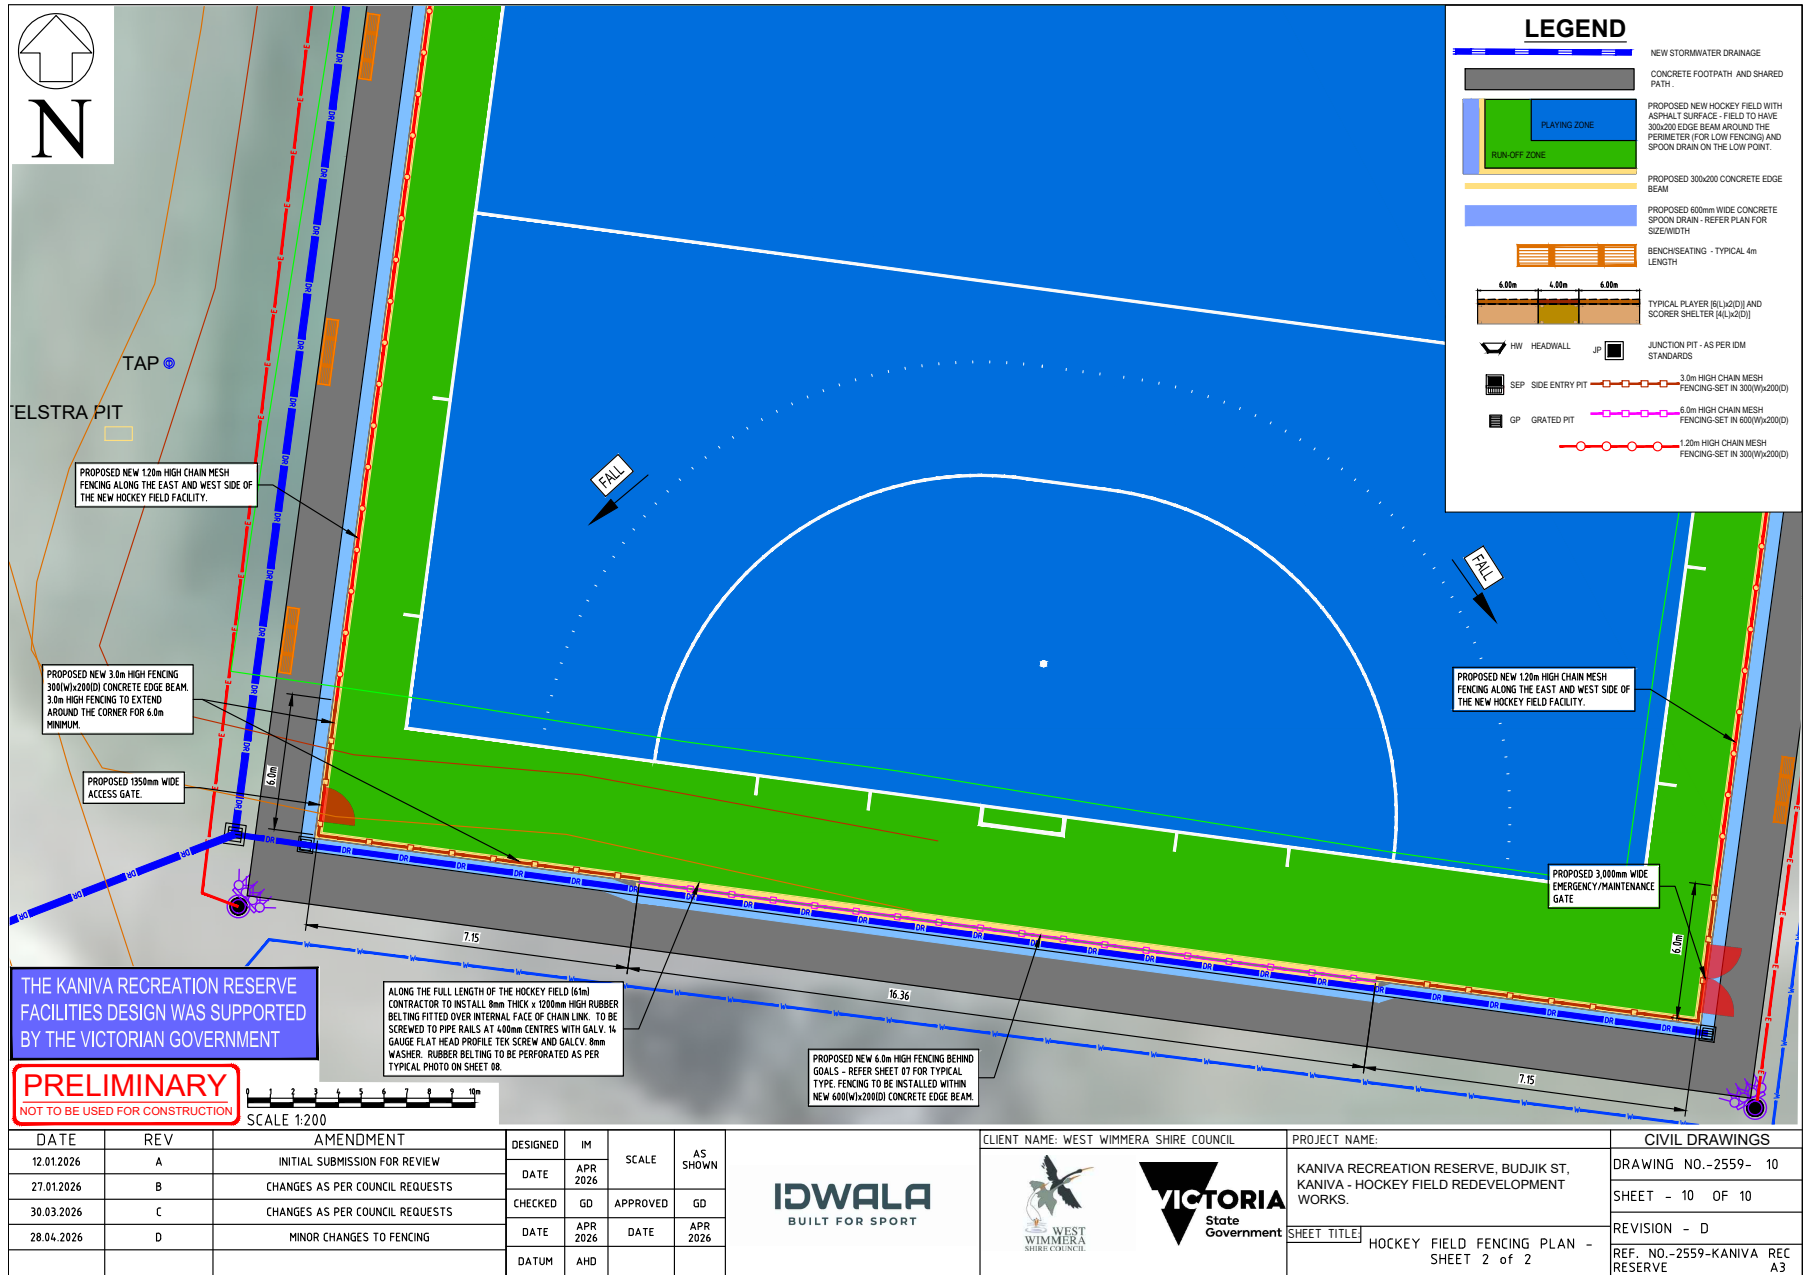 N
TAP
TELSTRA PIT
PROPOSED NEW 1.20m HIGH CHAIN MESH
FENCING ALONG THE EAST AND WEST SIDE OF
THE NEW HOCKEY FIELD FACILITY.
PROPOSED NEW 3.0m HIGH FENCING
300(W)x200(D) CONCRETE EDGE BEAM.
3.0m HIGH FENCING TO EXTEND
AROUND THE CORNER FOR 6.0m
MINIMUM.
PROPOSED 1350mm WIDE
ACCESS GATE.
6.0m
FALL
FALL
PROPOSED NEW 1.20m HIGH CHAIN MESH
FENCING ALONG THE EAST AND WEST SIDE OF
THE NEW HOCKEY FIELD FACILITY.
PROPOSED 3,000mm WIDE
EMERGENCY/MAINTENANCE
GATE
6.0m
7.15
16.36
7.15
ALONG THE FULL LENGTH OF THE HOCKEY FIELD (61m)
CONTRACTOR TO INSTALL 8mm THICK x 1200mm HIGH RUBBER
BELTING FITTED OVER INTERNAL FACE OF CHAIN LINK. TO BE
SCREWED TO PIPE RAILS AT 400mm CENTRES WITH GALV. 14
GAUGE FLAT HEAD PROFILE TEK SCREW AND GALCV. 8mm
WASHER. RUBBER BELTING TO BE PERFORATED AS PER
TYPICAL PHOTO ON SHEET 08.
PROPOSED NEW 6.0m HIGH FENCING BEHIND
GOALS - REFER SHEET 07 FOR TYPICAL
TYPE. FENCING TO BE INSTALLED WITHIN
NEW 600(W)x200(D) CONCRETE EDGE BEAM.
THE KANIVA RECREATION RESERVE
FACILITIES DESIGN WAS SUPPORTED
BY THE VICTORIAN GOVERNMENT
PRELIMINARY
NOT TO BE USED FOR CONSTRUCTION
0 1 2 3 4 5 6 7 8 9 10m
SCALE 1:200
LEGEND
NEW STORMWATER DRAINAGE
CONCRETE FOOTPATH AND SHARED
PATH .
PLAYING ZONE
RUN-OFF ZONE
PROPOSED NEW HOCKEY FIELD WITH
ASPHALT SURFACE - FIELD TO HAVE
300x200 EDGE BEAM AROUND THE
PERIMETER (FOR LOW FENCING) AND
SPOON DRAIN ON THE LOW POINT.
PROPOSED 300x200 CONCRETE EDGE
BEAM
PROPOSED 600mm WIDE CONCRETE
SPOON DRAIN - REFER PLAN FOR
SIZE/WIDTH
BENCH/SEATING - TYPICAL 4m
LENGTH
6.00m 4.00m 6.00m
TYPICAL PLAYER [6(L)x2(D)] AND
SCORER SHELTER [4(L)x2(D)]
HW HEADWALL
JP
JUNCTION PIT - AS PER IDM
STANDARDS
SEP SIDE ENTRY PIT
3.0m HIGH CHAIN MESH
FENCING-SET IN 300(W)x200(D)
GP GRATED PIT
6.0m HIGH CHAIN MESH
FENCING-SET IN 600(W)x200(D)
1.20m HIGH CHAIN MESH
FENCING-SET IN 300(W)x200(D)
DATE REV AMENDMENT
12.01.2026 A INITIAL SUBMISSION FOR REVIEW
27.01.2026 B CHANGES AS PER COUNCIL REQUESTS
30.03.2026 C CHANGES AS PER COUNCIL REQUESTS
28.04.2026 D MINOR CHANGES TO FENCING
DESIGNED IM SCALE AS SHOWN
DATE APR 2026
CHECKED GD APPROVED GD
DATE APR 2026 DATE APR 2026
DATUM AHD
IDWALA
BUILT FOR SPORT
CLIENT NAME: WEST WIMMERA SHIRE COUNCIL
WEST
WIMMERA
SHIRE COUNCIL
VICTORIA
State
Government
PROJECT NAME:
KANIVA RECREATION RESERVE, BUDJIK ST,
KANIVA - HOCKEY FIELD REDEVELOPMENT
WORKS.
SHEET TITLE:
HOCKEY FIELD FENCING PLAN -
SHEET 2 of 2
CIVIL DRAWINGS
DRAWING NO.-2559- 10
SHEET - 10 OF 10
REVISION - D
REF. NO.-2559-KANIVA REC
RESERVE A3